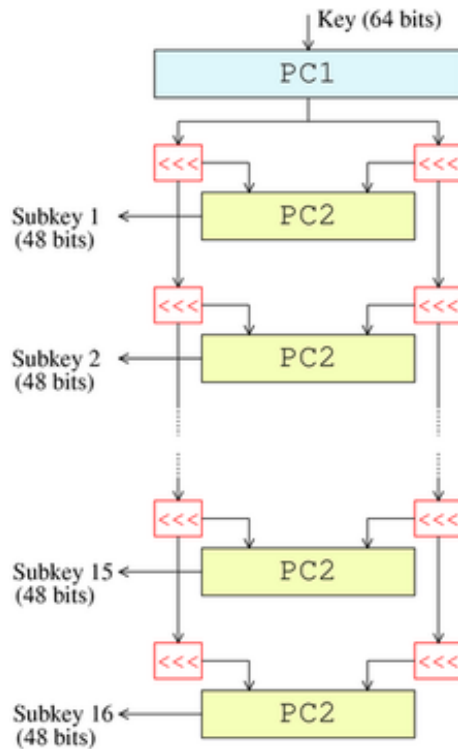 Key (64 bits)
PC1
<<< <<<
PC2
Subkey 1
(48 bits)
<<< <<<
PC2
Subkey 2
(48 bits)
<<< <<<
PC2
Subkey 15
(48 bits)
<<< <<<
PC2
Subkey 16
(48 bits)